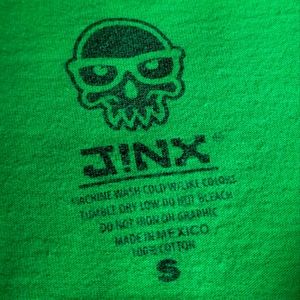 J!NX
MACHINE WASH COLD W/LIKE COLORS
TUMBLE DRY LOW DO NOT BLEACH
DO NOT IRON ON GRAPHIC
MADE IN MEXICO
100% COTTON
S